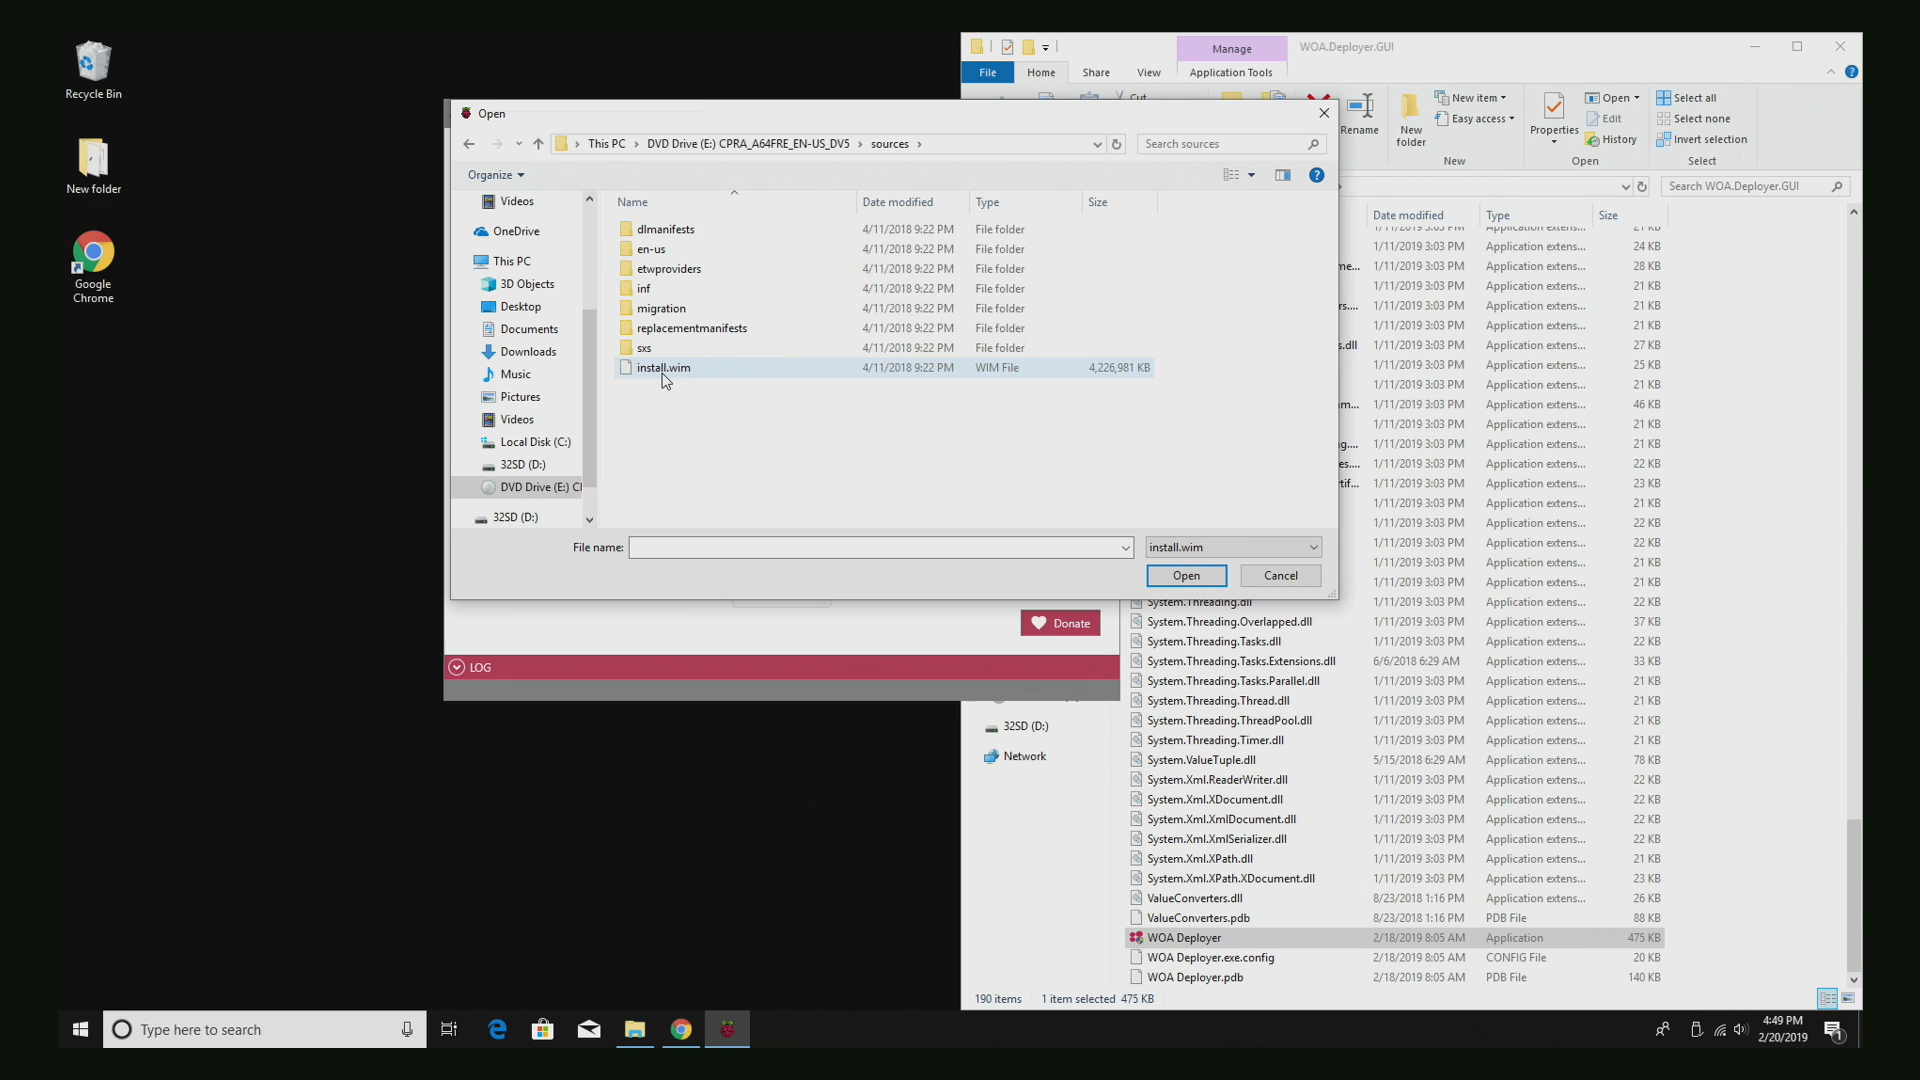 Recycle Bin
New folder
Google Chrome
Manage
WOA.Deployer.GUI
File
Home
Share
View
Application Tools
Cut
Rename
New folder
New item
Easy access
New
Properties
Open
Edit
History
Open
Select all
Select none
Invert selection
Select
Search WOA.Deployer.GUI
Open
This PC > DVD Drive (E:) CPRA_A64FRE_EN-US_DV5 > sources >
Search sources
Organize
Videos
OneDrive
This PC
3D Objects
Desktop
Documents
Downloads
Music
Pictures
Videos
Local Disk (C:)
32SD (D:)
DVD Drive (E:) C
32SD (D:)
Name Date modified Type Size
dlmanifests 4/11/2018 9:22 PM File folder
en-us 4/11/2018 9:22 PM File folder
etwproviders 4/11/2018 9:22 PM File folder
inf 4/11/2018 9:22 PM File folder
migration 4/11/2018 9:22 PM File folder
replacementmanifests 4/11/2018 9:22 PM File folder
sxs 4/11/2018 9:22 PM File folder
install.wim 4/11/2018 9:22 PM WIM File 4,226,981 KB
File name:
install.wim
Open
Cancel
Donate
LOG
32SD (D:)
Network
Date modified Type Size
1/11/2019 3:03 PM Application extens... 24 KB
me... 1/11/2019 3:03 PM Application extens... 28 KB
1/11/2019 3:03 PM Application extens... 22 KB
rs.... 1/11/2019 3:03 PM Application extens... 21 KB
1/11/2019 3:03 PM Application extens... 21 KB
s.dll 1/11/2019 3:03 PM Application extens... 27 KB
1/11/2019 3:03 PM Application extens... 25 KB
1/11/2019 3:03 PM Application extens... 21 KB
m... 1/11/2019 3:03 PM Application extens... 46 KB
1/11/2019 3:03 PM Application extens... 22 KB
ng.... 1/11/2019 3:03 PM Application extens... 22 KB
es.... 1/11/2019 3:03 PM Application extens... 22 KB
tif... 1/11/2019 3:03 PM Application extens... 23 KB
1/11/2019 3:03 PM Application extens... 21 KB
1/11/2019 3:03 PM Application extens... 22 KB
1/11/2019 3:03 PM Application extens... 22 KB
1/11/2019 3:03 PM Application extens... 21 KB
1/11/2019 3:03 PM Application extens... 21 KB
System.Threading.dll 1/11/2019 3:03 PM Application extens... 22 KB
System.Threading.Overlapped.dll 1/11/2019 3:03 PM Application extens... 37 KB
System.Threading.Tasks.dll 1/11/2019 3:03 PM Application extens... 22 KB
System.Threading.Tasks.Extensions.dll 6/6/2018 6:29 AM Application extens... 33 KB
System.Threading.Tasks.Parallel.dll 1/11/2019 3:03 PM Application extens... 21 KB
System.Threading.Thread.dll 1/11/2019 3:03 PM Application extens... 21 KB
System.Threading.ThreadPool.dll 1/11/2019 3:03 PM Application extens... 21 KB
System.Threading.Timer.dll 1/11/2019 3:03 PM Application extens... 21 KB
System.ValueTuple.dll 5/15/2018 6:29 AM Application extens... 78 KB
System.Xml.ReaderWriter.dll 1/11/2019 3:03 PM Application extens... 22 KB
System.Xml.XDocument.dll 1/11/2019 3:03 PM Application extens... 22 KB
System.Xml.XmlDocument.dll 1/11/2019 3:03 PM Application extens... 22 KB
System.Xml.XmlSerializer.dll 1/11/2019 3:03 PM Application extens... 22 KB
System.Xml.XPath.dll 1/11/2019 3:03 PM Application extens... 21 KB
System.Xml.XPath.XDocument.dll 1/11/2019 3:03 PM Application extens... 23 KB
ValueConverters.dll 8/23/2018 1:16 PM Application extens... 26 KB
ValueConverters.pdb 8/23/2018 1:16 PM PDB File 88 KB
WOA Deployer 2/18/2019 8:05 AM Application 475 KB
WOA Deployer.exe.config 2/18/2019 8:05 AM CONFIG File 20 KB
WOA Deployer.pdb 2/18/2019 8:05 AM PDB File 140 KB
190 items 1 item selected 475 KB
Type here to search
4:49 PM
2/20/2019
1